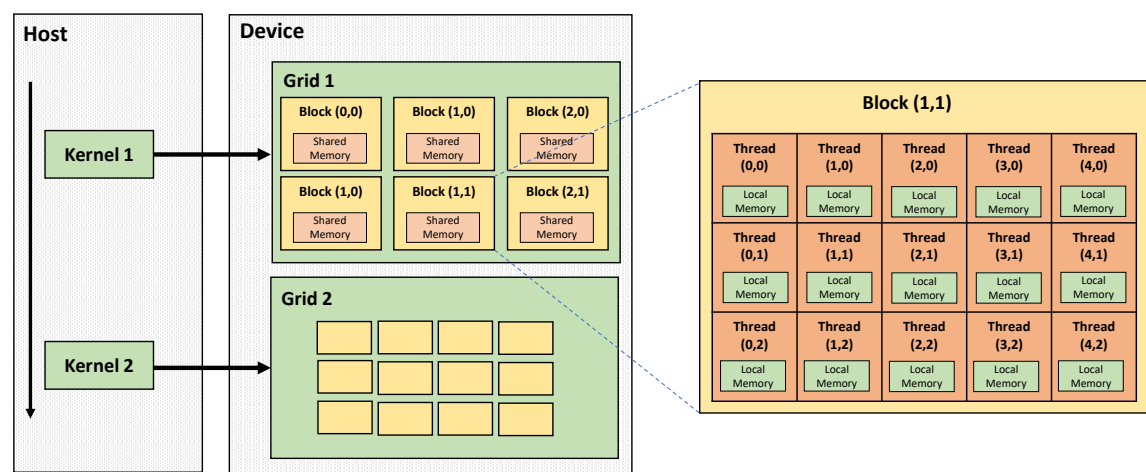 Host
Kernel 1
Kernel 2
Device
Grid 1
Block (0,0)
Shared
Memory
Block (1,0)
Shared
Memory
Block (2,0)
Shared
Memory
Block (1,0)
Shared
Memory
Block (1,1)
Shared
Memory
Block (2,1)
Shared
Memory
Grid 2
Block (1,1)
Thread
(0,0)
Local
Memory
Thread
(1,0)
Local
Memory
Thread
(2,0)
Local
Memory
Thread
(3,0)
Local
Memory
Thread
(4,0)
Local
Memory
Thread
(0,1)
Local
Memory
Thread
(1,1)
Local
Memory
Thread
(2,1)
Local
Memory
Thread
(3,1)
Local
Memory
Thread
(4,1)
Local
Memory
Thread
(0,2)
Local
Memory
Thread
(1,2)
Local
Memory
Thread
(2,2)
Local
Memory
Thread
(3,2)
Local
Memory
Thread
(4,2)
Local
Memory